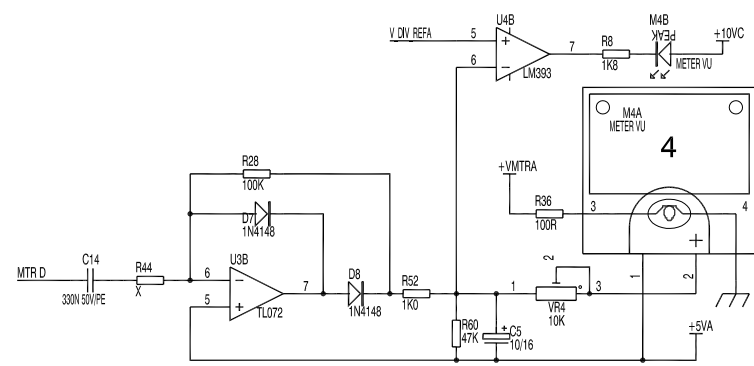 U4B
V DIV REFA
5
+
6
−
7
LM393
R8
1K8
M4B
PEAK
METER VU
+10VC
M4A
METER VU
4
+VMTRA
R36
100R
3
4
+
1
2
R28
100K
D7
1N4148
MTR D
C14
330N 50V/PE
R44
X
U3B
6
−
5
+
7
TL072
D8
1N4148
R52
1K0
1
2
3
VR4
10K
R60
47K
+
C5
10/16
+5VA